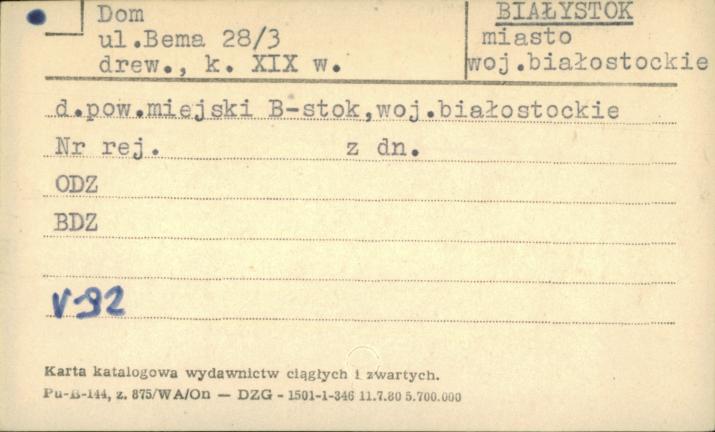 Dom
ul.Bema 28/3
drew., k. XIX w.
BIAŁYSTOK
miasto
woj.białostockie
d.pow.miejski B-stok,woj.białostockie
Nr rej. z dn.
ODZ
BDZ
V 92
Karta katalogowa wydawnictw ciągłych i zwartych.
Pu-B-144, z. 875/WA/On — DZG - 1501-1-346 11.7.80 5.700.000